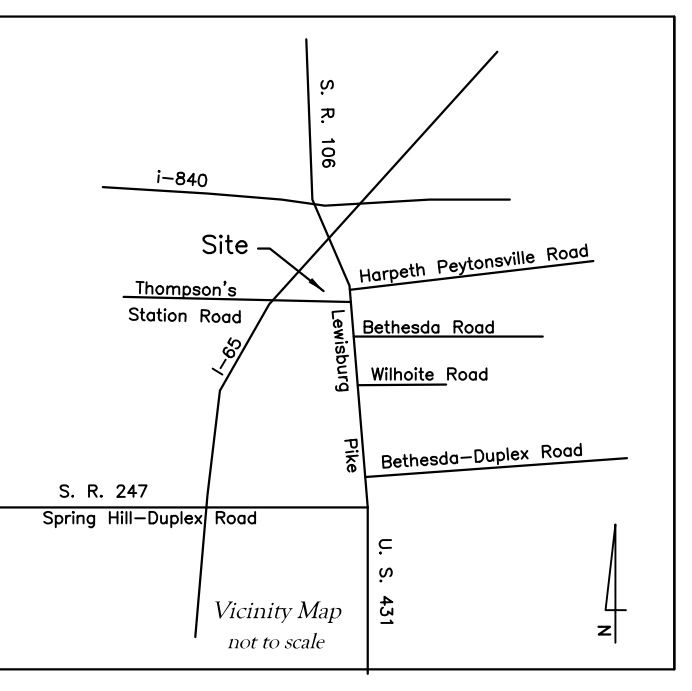 S. R. 106
i-840
Site
Harpeth Peytonsville Road
Thompson's
Station Road
Lewisburg
Bethesda Road
I-65
Wilhoite Road
Pike
Bethesda-Duplex Road
S. R. 247
Spring Hill-Duplex Road
U. S. 431
Vicinity Map
not to scale
N